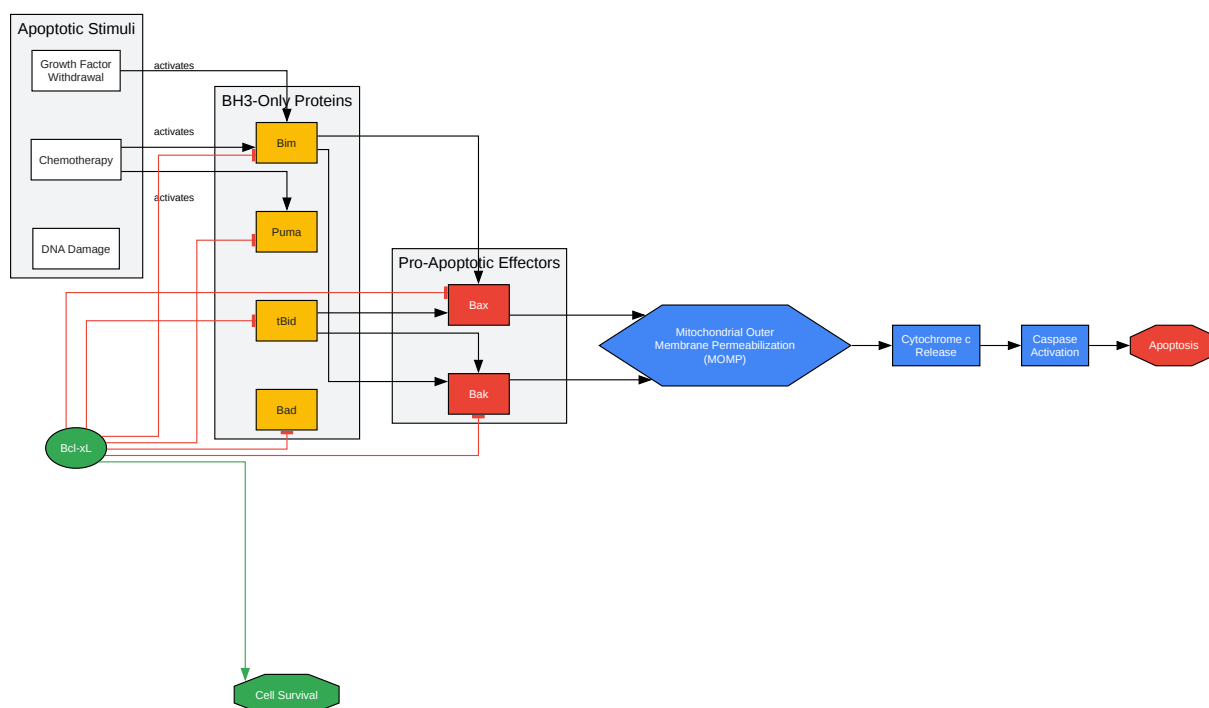 Apoptotic Stimuli
Growth Factor
Withdrawal
activates
BH3-Only Proteins
activates
Bim
Chemotherapy
activates
Puma
DNA Damage
Pro-Apoptotic Effectors
tBid
Bax
Mitochondrial Outer
Membrane Permeabilization
(MOMP)
Cytochrome c
Release
Caspase
Activation
Apoptosis
Bak
Bad
Bcl-xL
Cell Survival